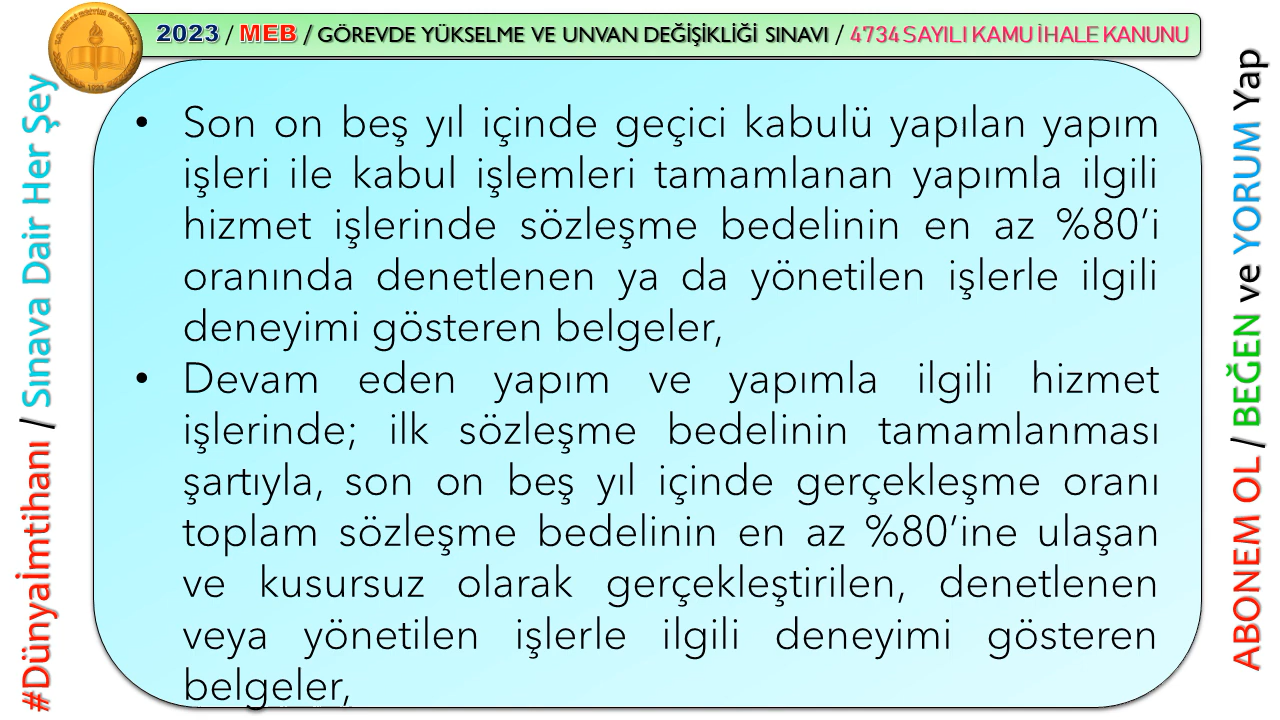 2023 / MEB / GÖREVDE YÜKSELME VE UNVAN DEĞİŞİKLİĞİ SINAVI / 4734 SAYILI KAMU İHALE KANUNU
#Dünyaİmtihanı / Sınava Dair Her Şey
• Son on beş yıl içinde geçici kabulü yapılan yapım
işleri ile kabul işlemleri tamamlanan yapımla ilgili
hizmet işlerinde sözleşme bedelinin en az %80’i
oranında denetlenen ya da yönetilen işlerle ilgili
deneyimi gösteren belgeler,
• Devam eden yapım ve yapımla ilgili hizmet
işlerinde; ilk sözleşme bedelinin tamamlanması
şartıyla, son on beş yıl içinde gerçekleşme oranı
toplam sözleşme bedelinin en az %80’ine ulaşan
ve kusursuz olarak gerçekleştirilen, denetlenen
veya yönetilen işlerle ilgili deneyimi gösteren
belgeler,
ABONEM OL / BEĞEN ve YORUM Yap